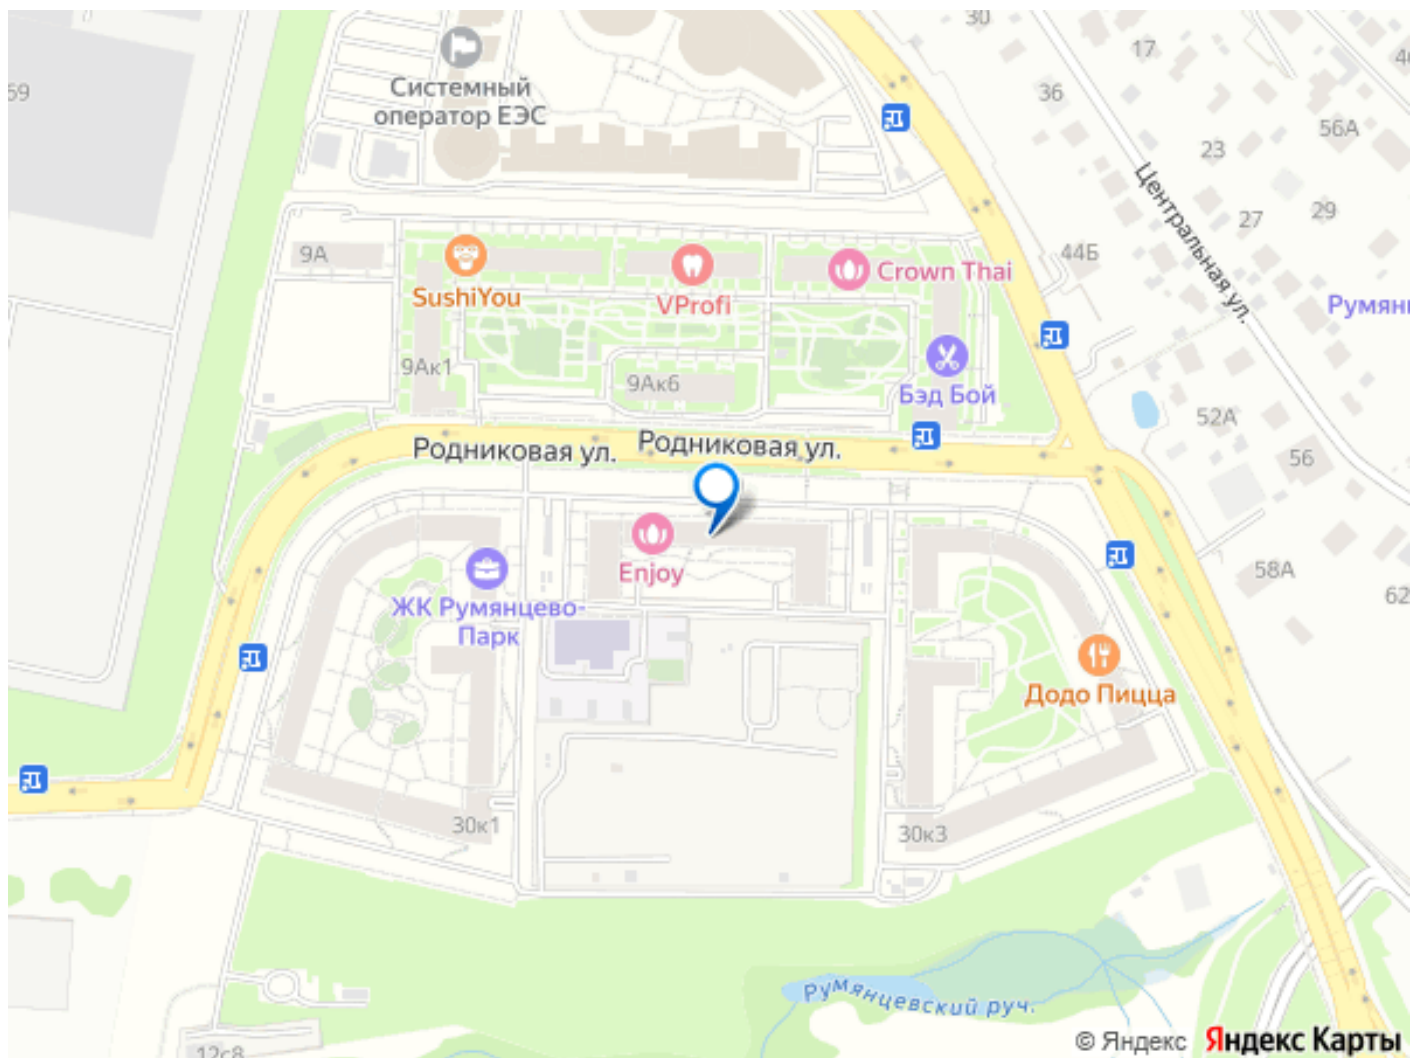 30
17
46
69
Системный
оператор ЕЭС
36
56А
23
Центральная ул.
27
29
9А
44Б
SushiYou
VProfi
Crown Thai
Румян
9Ак1
9Ак6
Бэд Бой
52А
Родниковая ул.
Родниковая ул.
56
Enjoy
58А
ЖК Румянцево-
Парк
62
Додо Пицца
30к1
30к3
Румянцевский руч.
12с8
© Яндекс Яндекс Карты